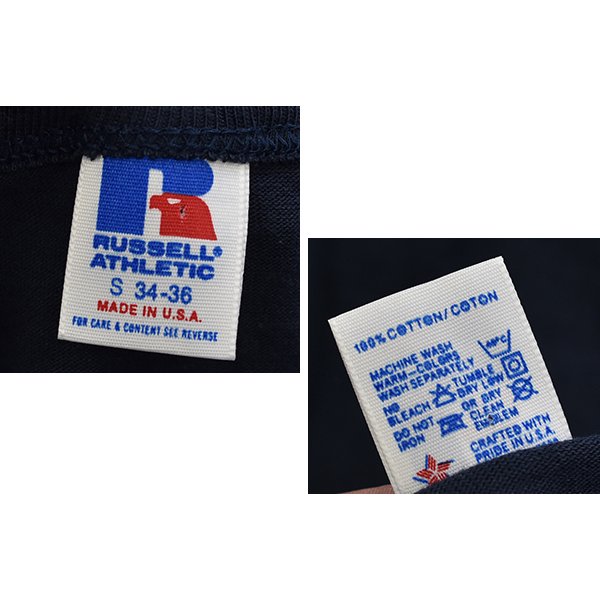 R
RUSSELL®
ATHLETIC
S 34-36
MADE IN U.S.A.
FOR CARE & CONTENT SEE REVERSE
100% COTTON/COTON
MACHINE WASH
WARM-COLORS
WASH SEPARATELY
NO BLEACH TUMBLE DRY LOW
DO NOT IRON OR DRY CLEAN
EMBLEM
CRAFTED WITH
PRIDE IN U.S.A.